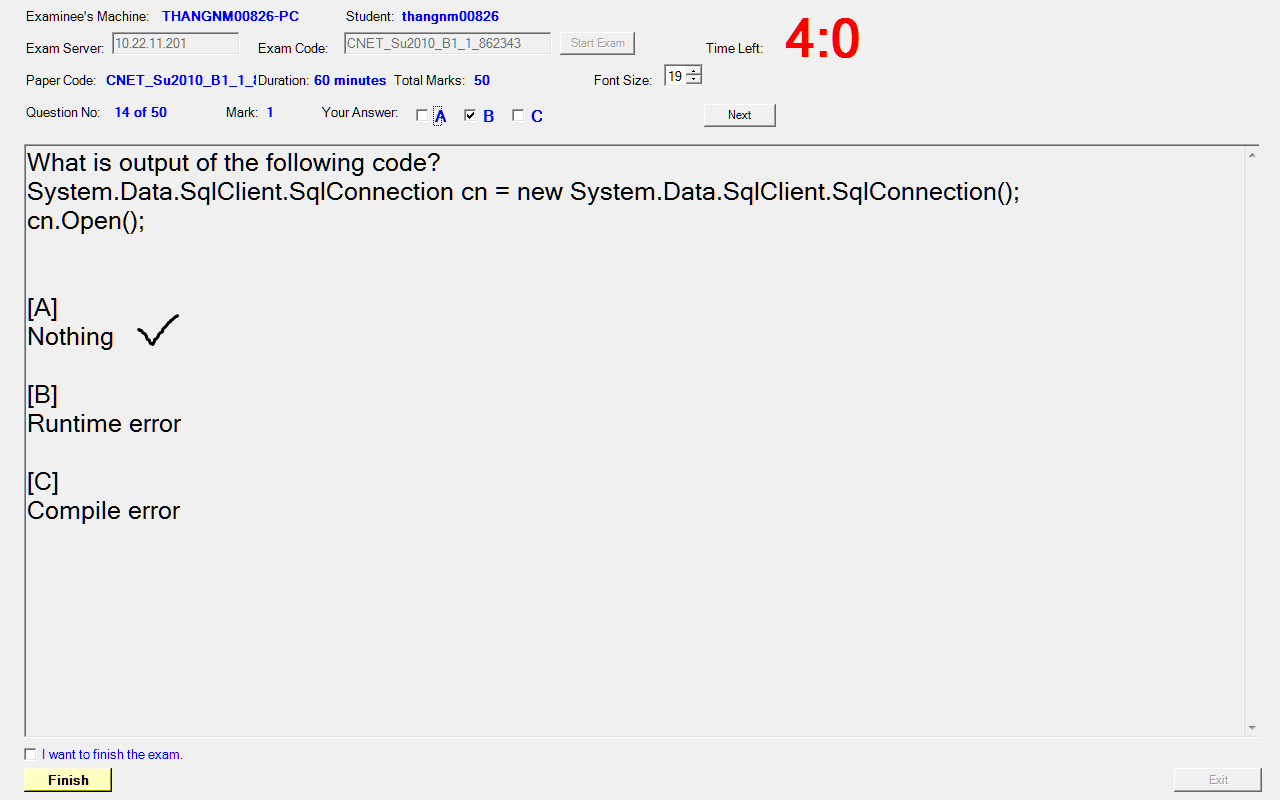 Examinee's Machine: THANGNM00826-PC Student: thangnm00826
Exam Server: 10.22.11.201 Exam Code: CNET_Su2010_B1_1_862343 Start Exam Time Left: 4:0
Paper Code: CNET_Su2010_B1_1_ Duration: 60 minutes Total Marks: 50 Font Size: 19
Question No: 14 of 50 Mark: 1 Your Answer: A B C Next
What is output of the following code?
System.Data.SqlClient.SqlConnection cn = new System.Data.SqlClient.SqlConnection();
cn.Open();
[A]
Nothing
[B]
Runtime error
[C]
Compile error
I want to finish the exam.
Finish Exit